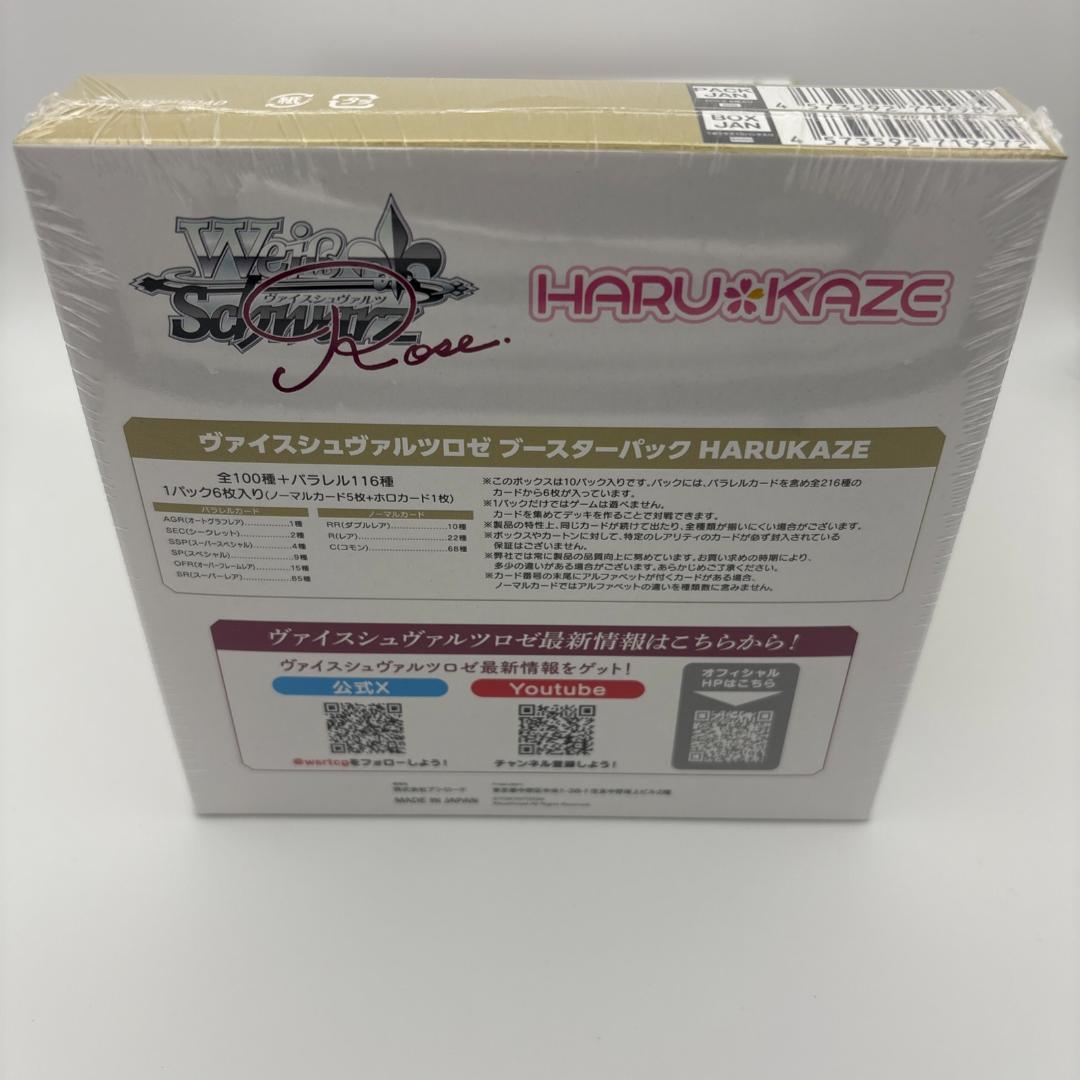 紙
プラ
PACK
JAN
BOX
JAN
4 573592 719972
Weiß
Schwarz
ヴァイスシュヴァルツ
Rose.
HARUKAZE
ヴァイスシュヴァルツロゼ ブースターパック HARUKAZE
全100種+パラレル116種
1パック6枚入り(ノーマルカード5枚+ホロカード1枚)
パラレルカード
AGR(オートグラフレア)..............1種
SEC(シークレット)..............2種
SSP(スーパースペシャル)..............4種
SP(スペシャル)..............9種
OFR(オーバーフレームレア)..............15種
SR(スーパーレア)..............85種
ノーマルカード
RR(ダブルレア)..............10種
R(レア)..............22種
C(コモン)..............68種
※このボックスは10パック入りです。パックには、パラレルカードを含め全216種の
カードから6枚が入っています。
※1パックだけではゲームは遊べません。
カードを集めてデッキを作ることで対戦できます。
※製品の特性上、同じカードが続けて出たり、全種類が揃いにくい場合がございます。
※ボックスやカートンに対して、特定のレアリティのカードが必ず封入されている
保証はございません。
※弊社では常に製品の品質向上に努めています。お買い求めの時期により、
多少の違いがある場合がございます。あらかじめご了承ください。
※カード番号の末尾にアルファベットが付くカードがある場合、
ノーマルカードではアルファベットの違いを種類数に含みません。
ヴァイスシュヴァルツロゼ最新情報はこちらから!
ヴァイスシュヴァルツロゼ最新情報をゲット!
公式X
Youtube
オフィシャル
HPはこちら
@wsrtcgをフォローしよう!
チャンネル登録しよう!
株式会社ブシロード
MADE IN JAPAN